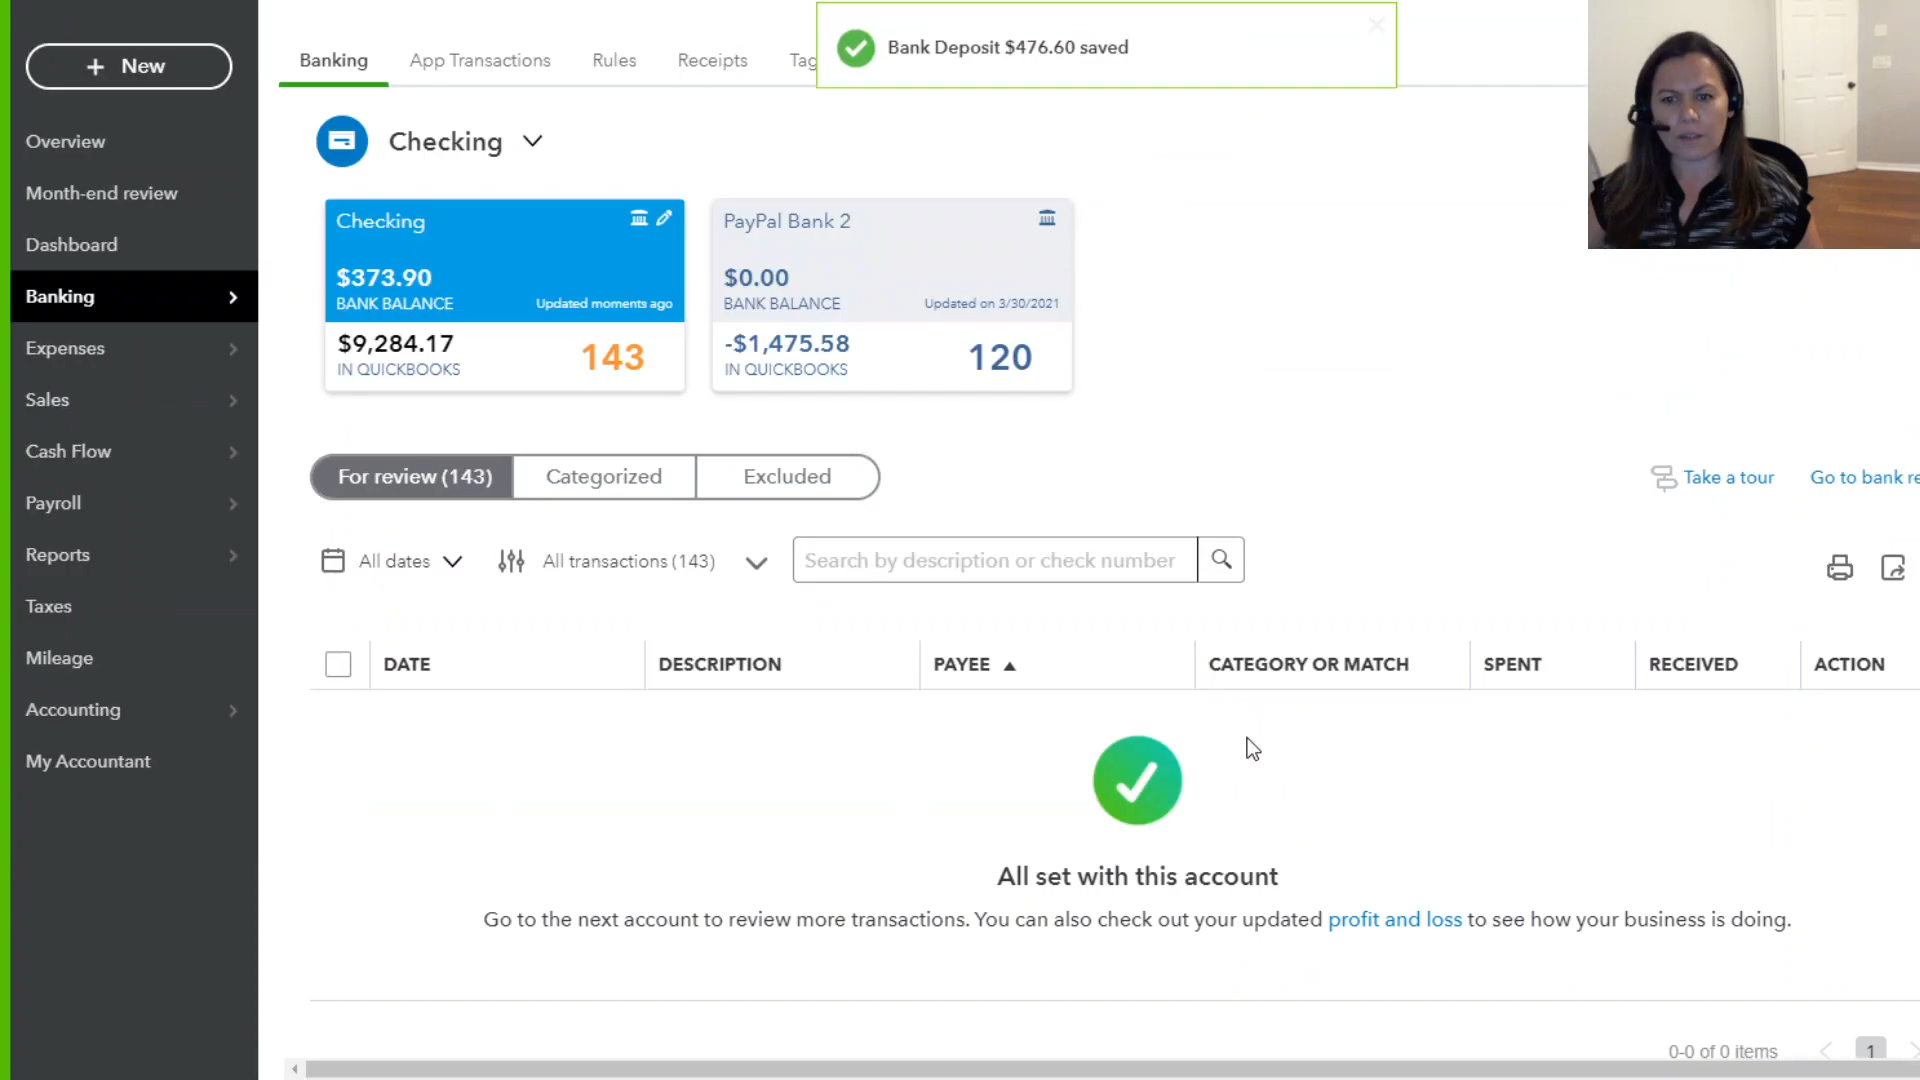 + New
Overview
Month-end review
Dashboard
Banking
Expenses
Sales
Cash Flow
Payroll
Reports
Taxes
Mileage
Accounting
My Accountant
Banking App Transactions Rules Receipts Tag
Bank Deposit $476.60 saved
Checking
Checking
$373.90
BANK BALANCE Updated moments ago
$9,284.17
IN QUICKBOOKS
143
PayPal Bank 2
$0.00
BANK BALANCE Updated on 3/30/2021
-$1,475.58
IN QUICKBOOKS
120
For review (143) Categorized Excluded
Take a tour Go to bank re
All dates All transactions (143) Search by description or check number
DATE DESCRIPTION PAYEE CATEGORY OR MATCH SPENT RECEIVED ACTION
All set with this account
Go to the next account to review more transactions. You can also check out your updated profit and loss to see how your business is doing.
0-0 of 0 items 1